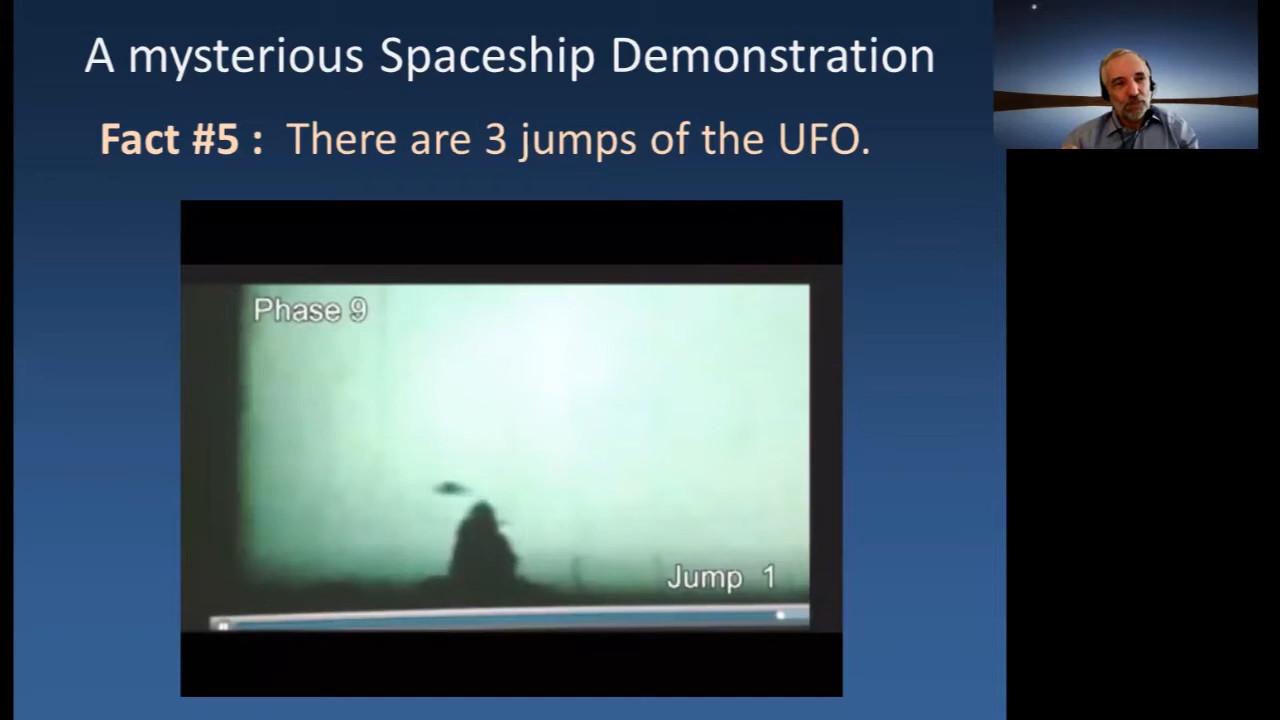 A mysterious Spaceship Demonstration
Fact #5 : There are 3 jumps of the UFO.
Phase 9
Jump 1